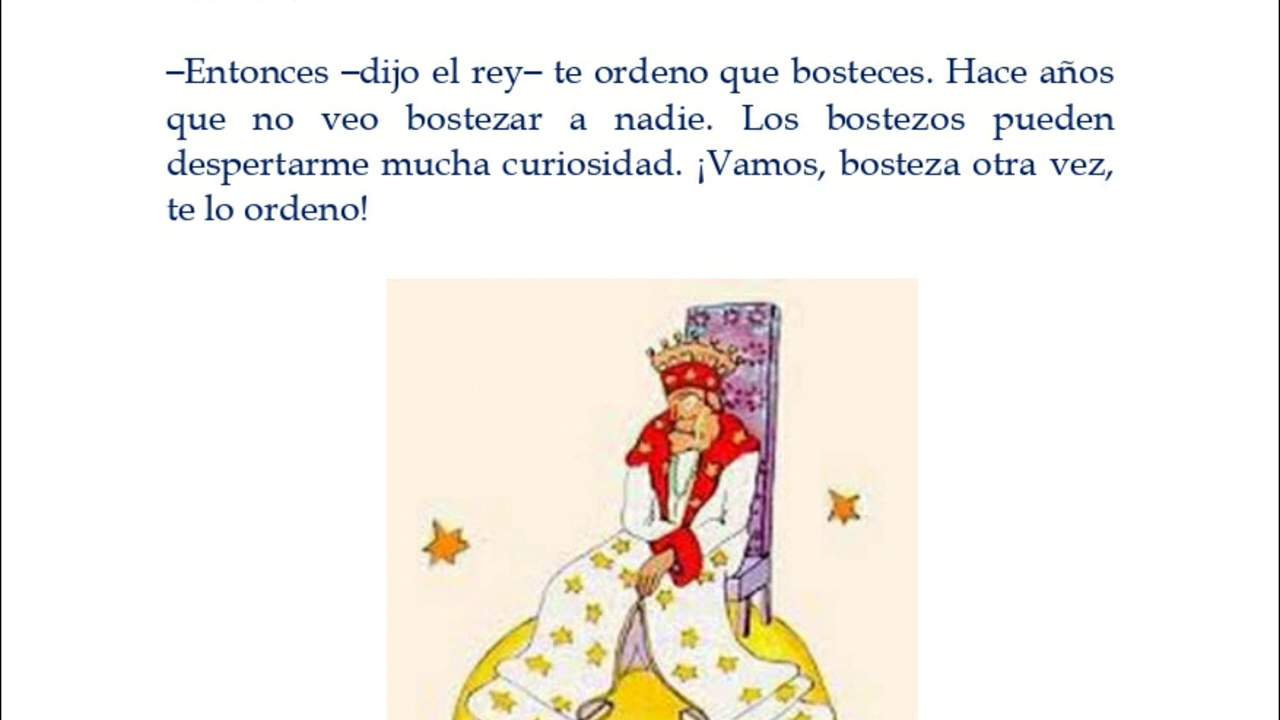 –Entonces –dijo el rey– te ordeno que bosteces. Hace años
que no veo bostezar a nadie. Los bostezos pueden
despertarme mucha curiosidad. ¡Vamos, bosteza otra vez,
te lo ordeno!